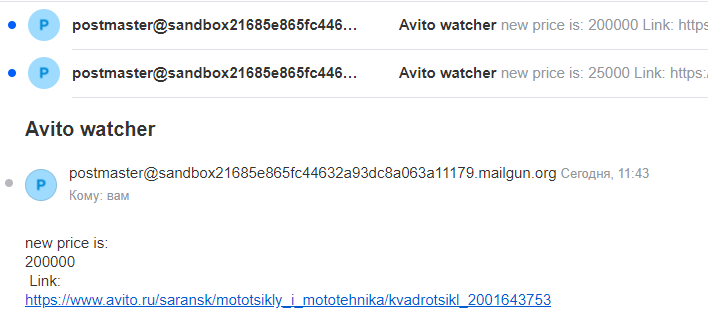 P postmaster@sandbox21685e865fc446... Avito watcher new price is: 200000 Link: https
P postmaster@sandbox21685e865fc446... Avito watcher new price is: 25000 Link: https:/
Avito watcher
P postmaster@sandbox21685e865fc44632a93dc8a063a11179.mailgun.org Сегодня, 11:43
Кому: вам
new price is:
200000
Link:
https://www.avito.ru/saransk/mototsikly_i_mototehnika/kvadrotsikl_2001643753